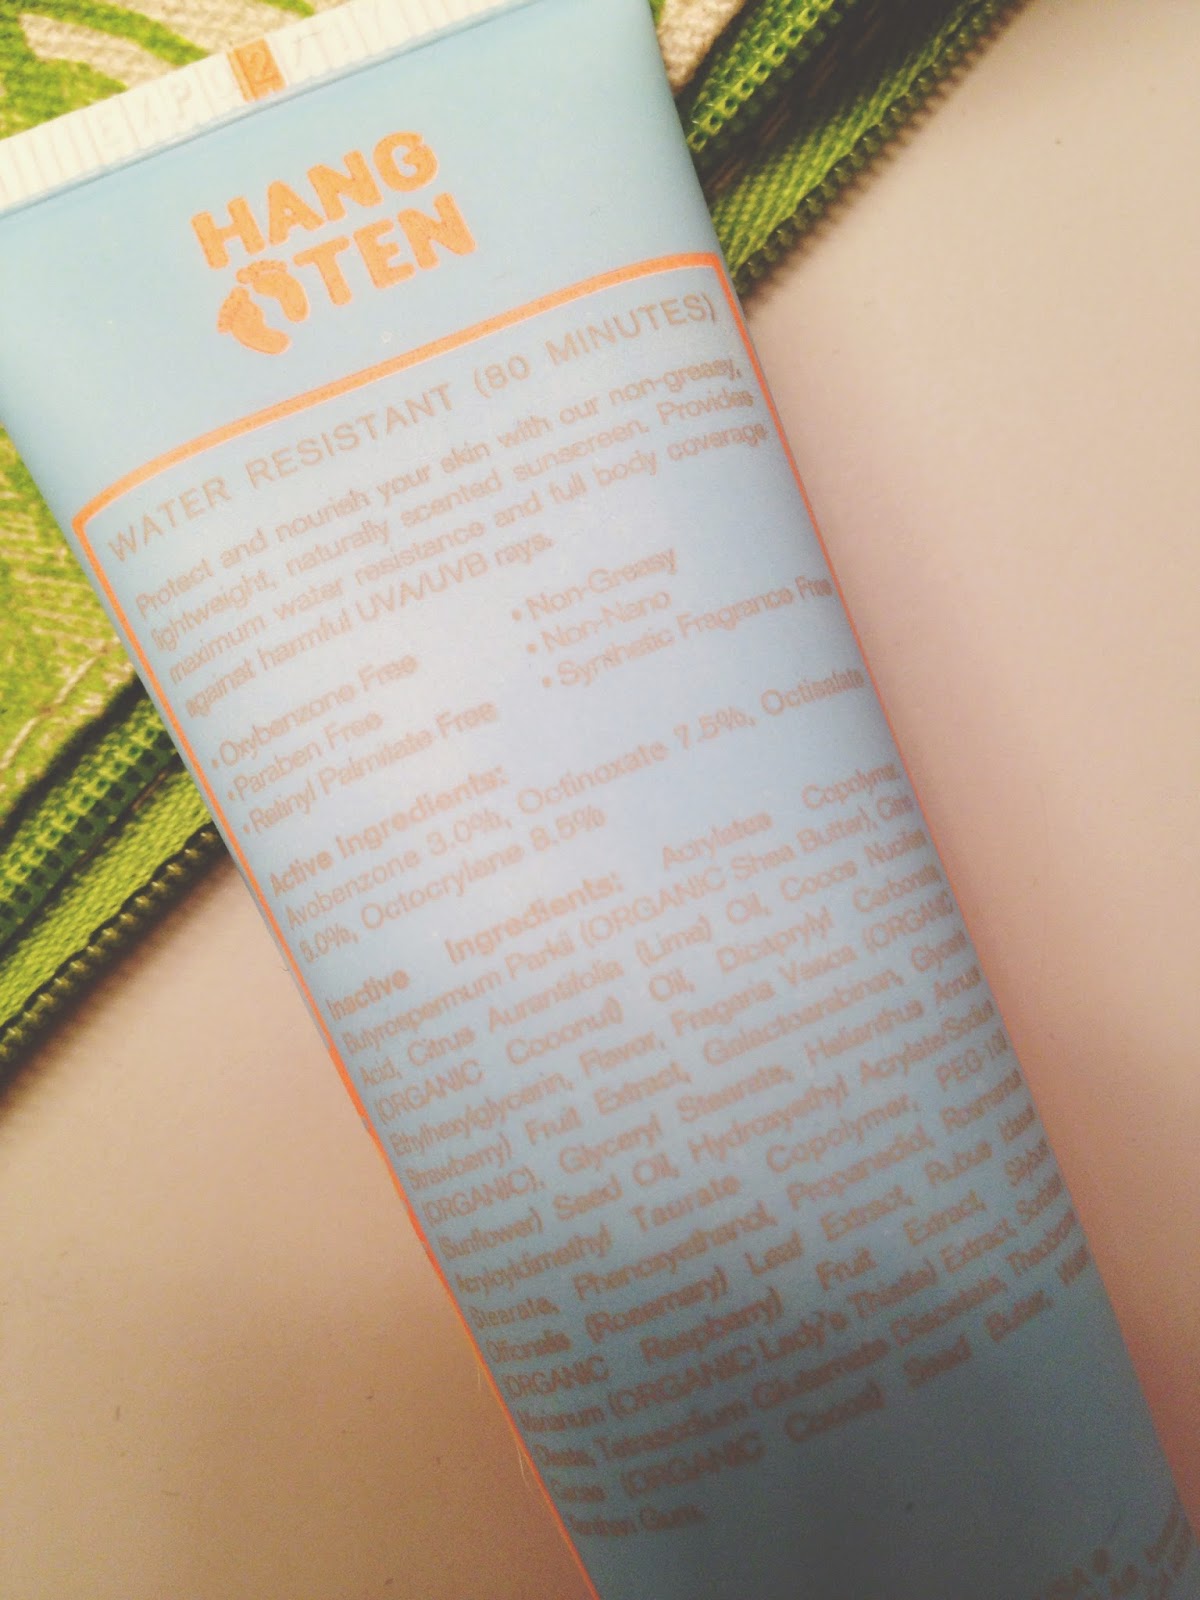 HANG
TEN
WATER RESISTANT (80 MINUTES)
Protect and nourish your skin with our non-greasy,
lightweight, naturally scented sunscreen. Provides
maximum water resistance and full body coverage
against harmful UVA/UVB rays.
•Oxybenzone Free
•Paraben Free
•Retinyl Palmitate Free
•Non-Greasy
•Non-Nano
•Synthetic Fragrance Free
Active Ingredients:
Avobenzone 3.0%, Octinoxate 7.5%, Octisalate
5.0%, Octocrylene 8.5%
Inactive Ingredients: Acrylates Copolymer,
Butyrospermum Parkii (ORGANIC Shea Butter), Citric
Acid, Citrus Aurantifolia (Lime) Oil, Cocos Nucifera
(ORGANIC Coconut) Oil, Dicaprylyl Carbonate,
Ethylhexylglycerin, Flavor, Fragaria Vesca (ORGANIC
Strawberry) Fruit Extract, Galactoarabinan, Glycerin
(ORGANIC), Glyceryl Stearate, Helianthus Annuus
(Sunflower) Seed Oil, Hydroxyethyl Acrylate/Sodium
Acryloyldimethyl Taurate Copolymer, PEG-100
Stearate, Phenoxyethanol, Propanediol, Rosmarinus
Officinalis (Rosemary) Leaf Extract, Rubus Idaeus
(ORGANIC Raspberry) Fruit Extract, Silybum
Marianum (ORGANIC Lady's Thistle) Extract, Sorbitan
Oleate, Tetrasodium Glutamate Diacetate, Theobroma
Cacao (ORGANIC Cocoa) Seed Butter, Water,
Xanthan Gum.